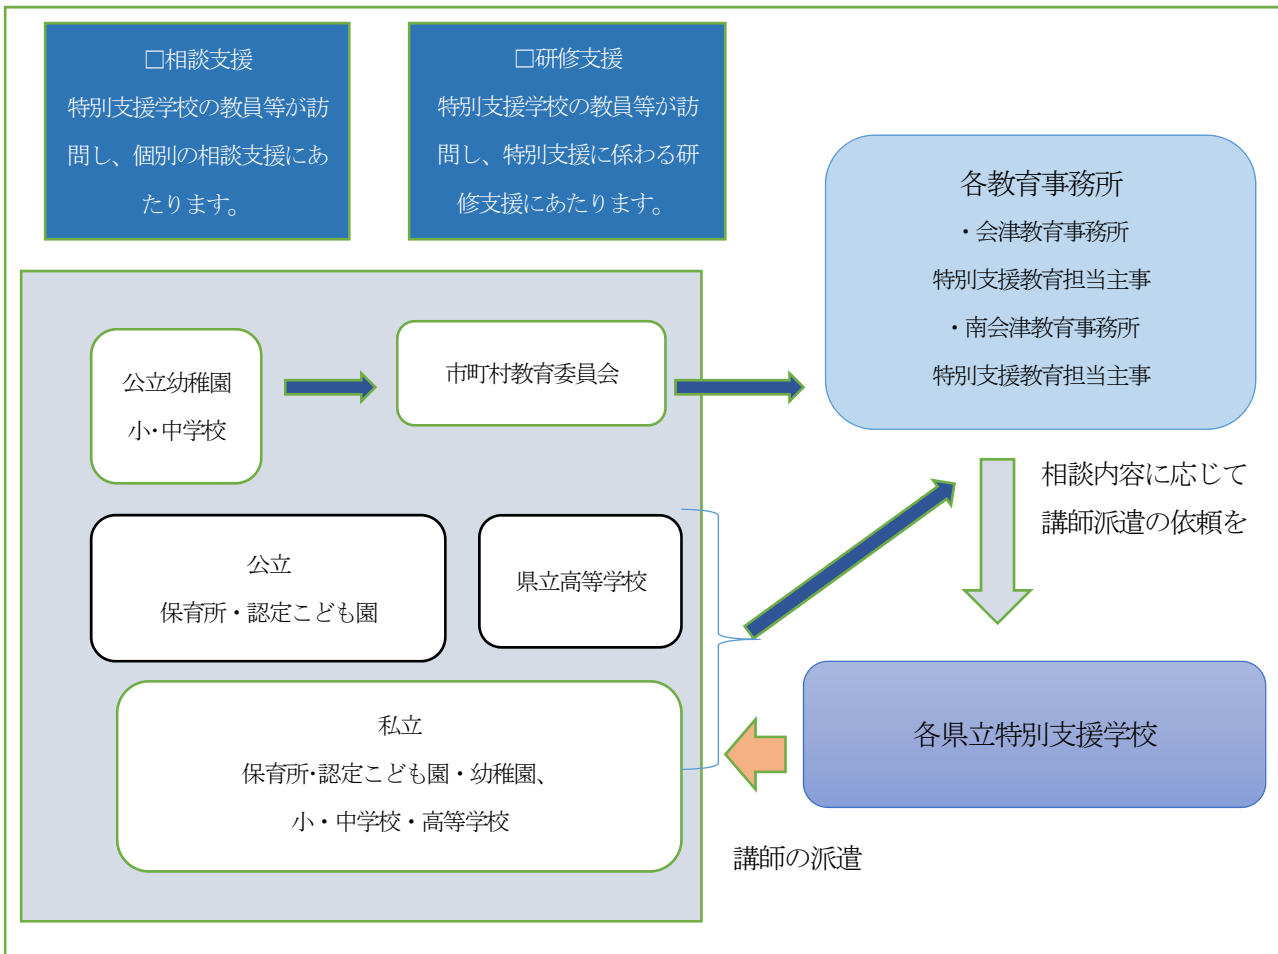 □相談支援
特別支援学校の教員等が訪
問し、個別の相談支援にあ
たります。
□研修支援
特別支援学校の教員等が訪
問し、特別支援に係わる研
修支援にあたります。
各教育事務所
・会津教育事務所
特別支援教育担当主事
・南会津教育事務所
特別支援教育担当主事
公立幼稚園
小・中学校
市町村教育委員会
相談内容に応じて
講師派遣の依頼を
公立
保育所・認定こども園
県立高等学校
私立
保育所・認定こども園・幼稚園、
小・中学校・高等学校
各県立特別支援学校
講師の派遣